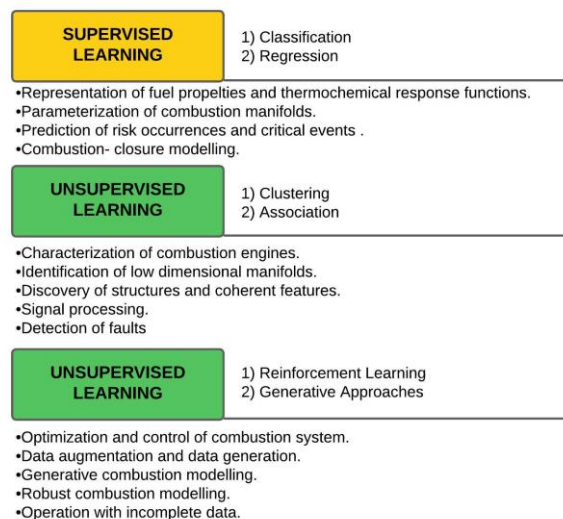 SUPERVISED
LEARNING
1) Classification
2) Regression
•Representation of fuel propelties and thermochemical response functions.
•Parameterization of combustion manifolds.
•Prediction of risk occurrences and critical events .
•Combustion- closure modelling.
UNSUPERVISED
LEARNING
1) Clustering
2) Association
•Characterization of combustion engines.
•Identification of low dimensional manifolds.
•Discovery of structures and coherent features.
•Signal processing.
•Detection of faults
UNSUPERVISED
LEARNING
1) Reinforcement Learning
2) Generative Approaches
•Optimization and control of combustion system.
•Data augmentation and data generation.
•Generative combustion modelling.
•Robust combustion modelling.
•Operation with incomplete data.